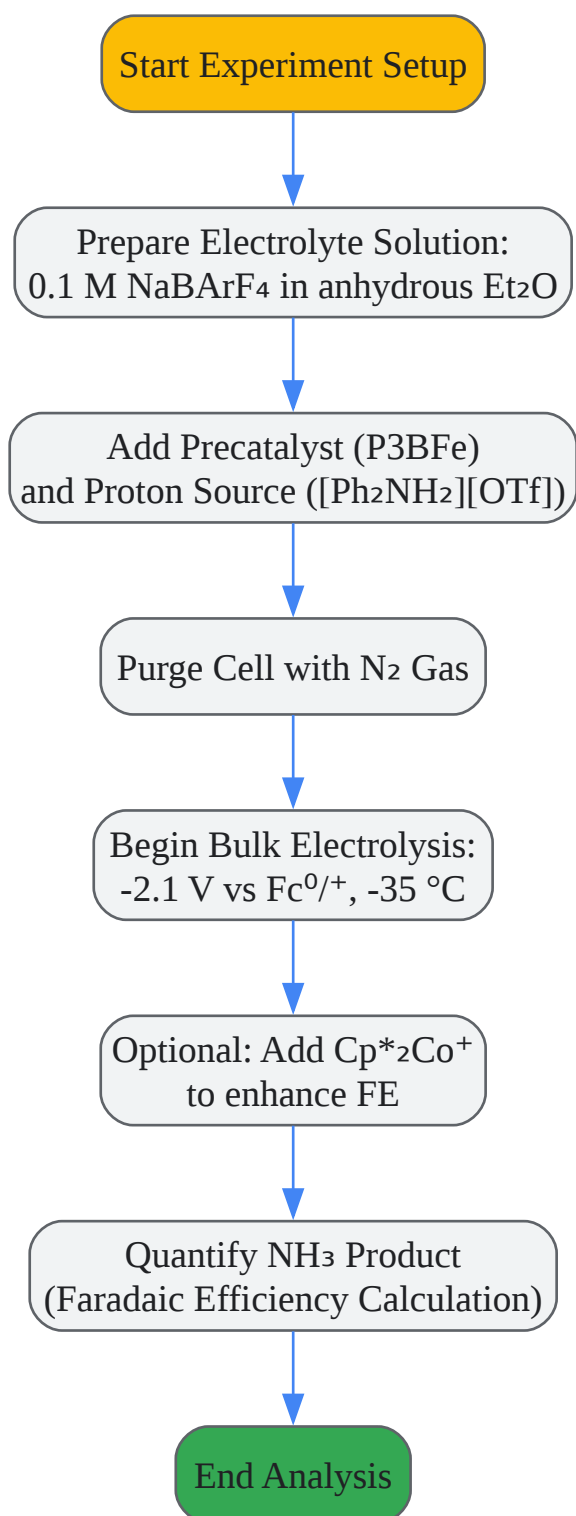 Start Experiment Setup
Prepare Electrolyte Solution:
0.1 M NaBArF₄ in anhydrous Et₂O
Add Precatalyst (P3BFe)
and Proton Source ([Ph₂NH₂][OTf])
Purge Cell with N₂ Gas
Begin Bulk Electrolysis:
-2.1 V vs Fc⁰/⁺, -35 °C
Optional: Add Cp*₂Co⁺
to enhance FE
Quantify NH₃ Product
(Faradaic Efficiency Calculation)
End Analysis